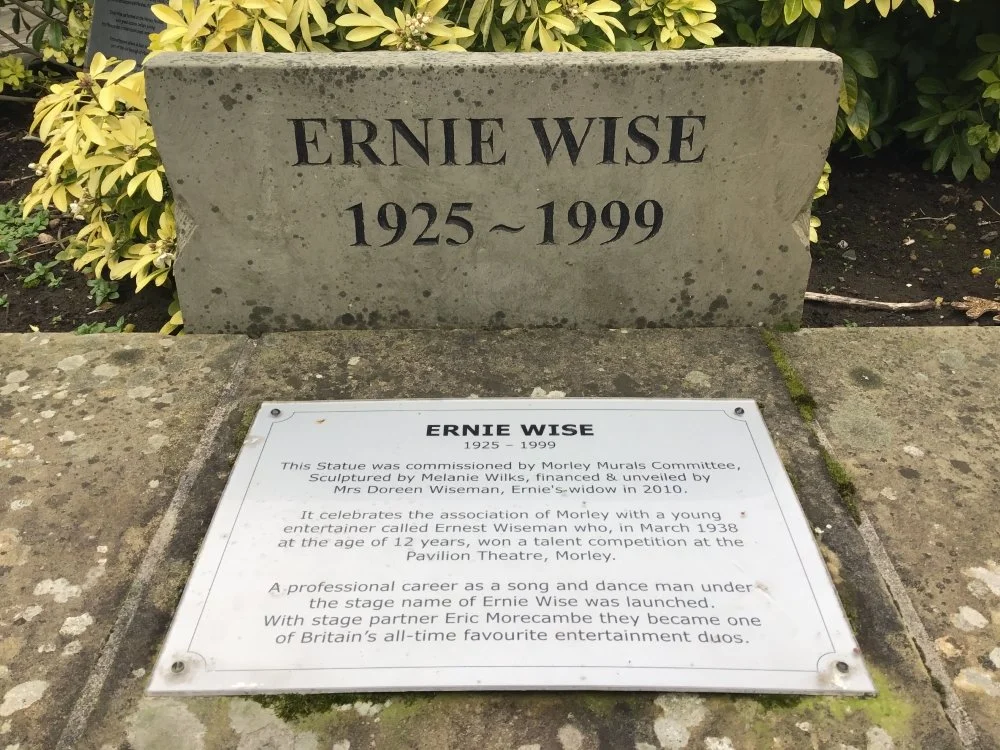 ERNIE WISE
1925~1999
ERNIE WISE
1925 - 1999
This Statue was commissioned by Morley Murals Committee,
Sculptured by Melanie Wilks, financed & unveiled by
Mrs Doreen Wiseman, Ernie's widow in 2010.
It celebrates the association of Morley with a young
entertainer called Ernest Wiseman who, in March 1938
at the age of 12 years, won a talent competition at the
Pavilion Theatre, Morley.
A professional career as a song and dance man under
the stage name of Ernie Wise was launched.
With stage partner Eric Morecambe they became one
of Britain's all-time favourite entertainment duos.